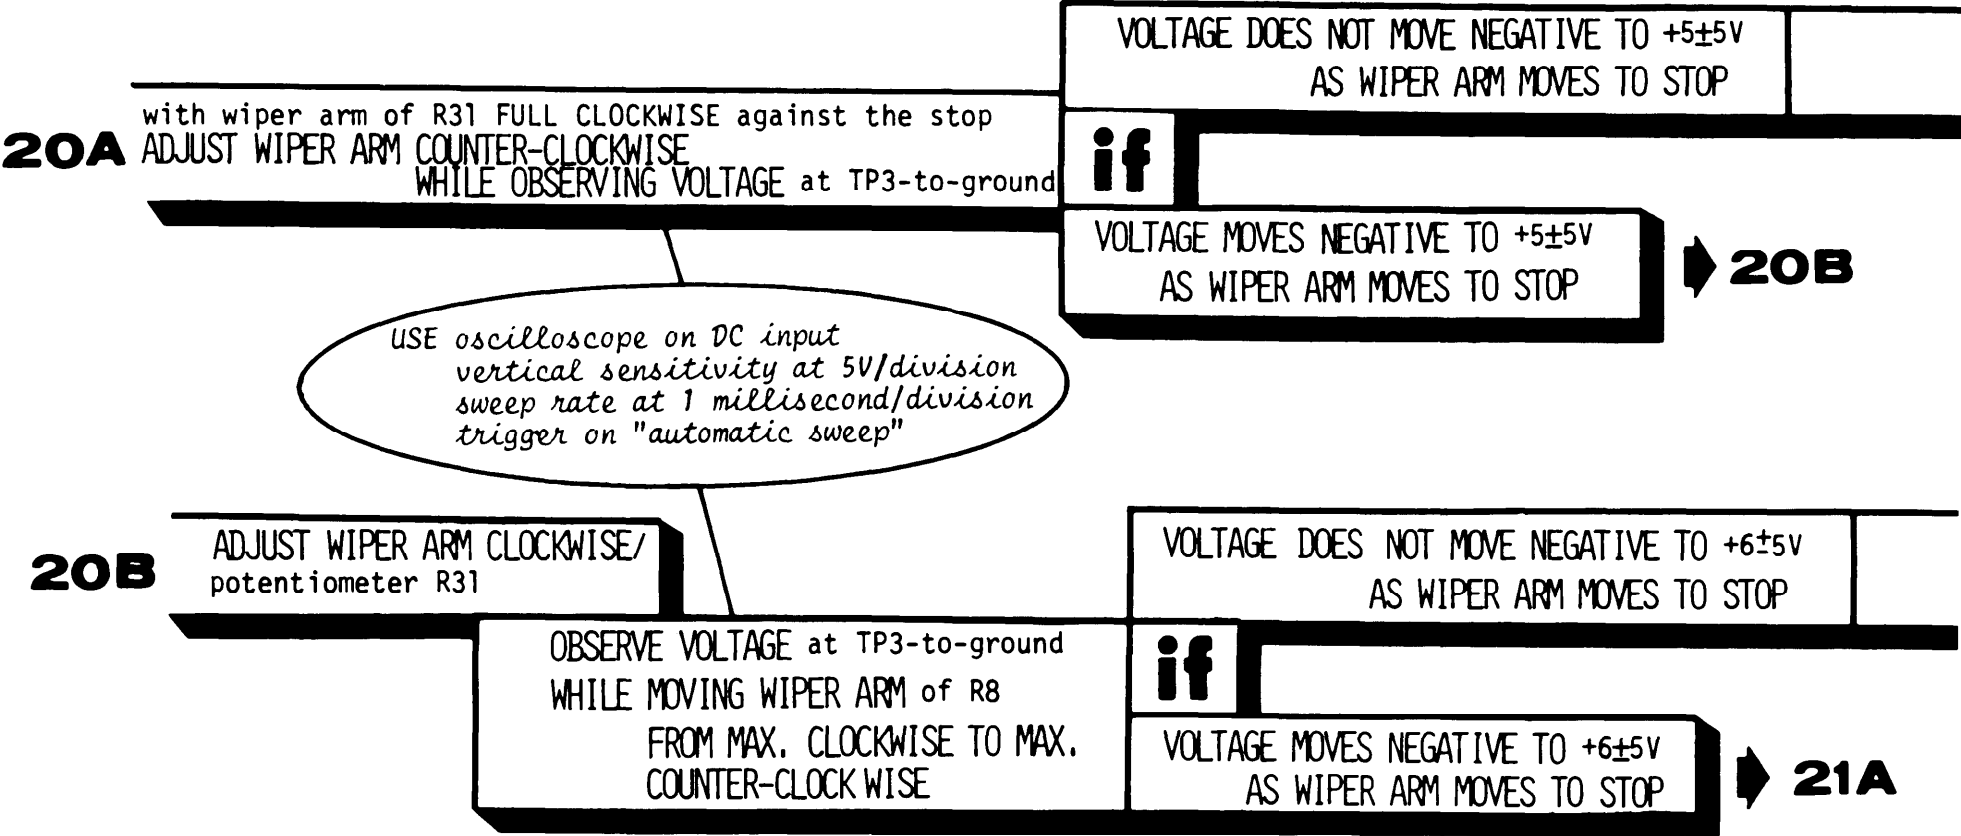 VOLTAGE DOES NOT MOVE NEGATIVE TO +5±5V
AS WIPER ARM MOVES TO STOP
20A
with wiper arm of R31 FULL CLOCKWISE against the stop
ADJUST WIPER ARM COUNTER-CLOCKWISE
WHILE OBSERVING VOLTAGE at TP3-to-ground
if
VOLTAGE MOVES NEGATIVE TO +5±5V
AS WIPER ARM MOVES TO STOP
20B
USE oscilloscope on DC input
vertical sensitivity at 5V/division
sweep rate at 1 millisecond/division
trigger on "automatic sweep"
20B
ADJUST WIPER ARM CLOCKWISE/
potentiometer R31
OBSERVE VOLTAGE at TP3-to-ground
WHILE MOVING WIPER ARM of R8
FROM MAX. CLOCKWISE TO MAX.
COUNTER-CLOCKWISE
VOLTAGE DOES NOT MOVE NEGATIVE TO +6±5V
AS WIPER ARM MOVES TO STOP
if
VOLTAGE MOVES NEGATIVE TO +6±5V
AS WIPER ARM MOVES TO STOP
21A